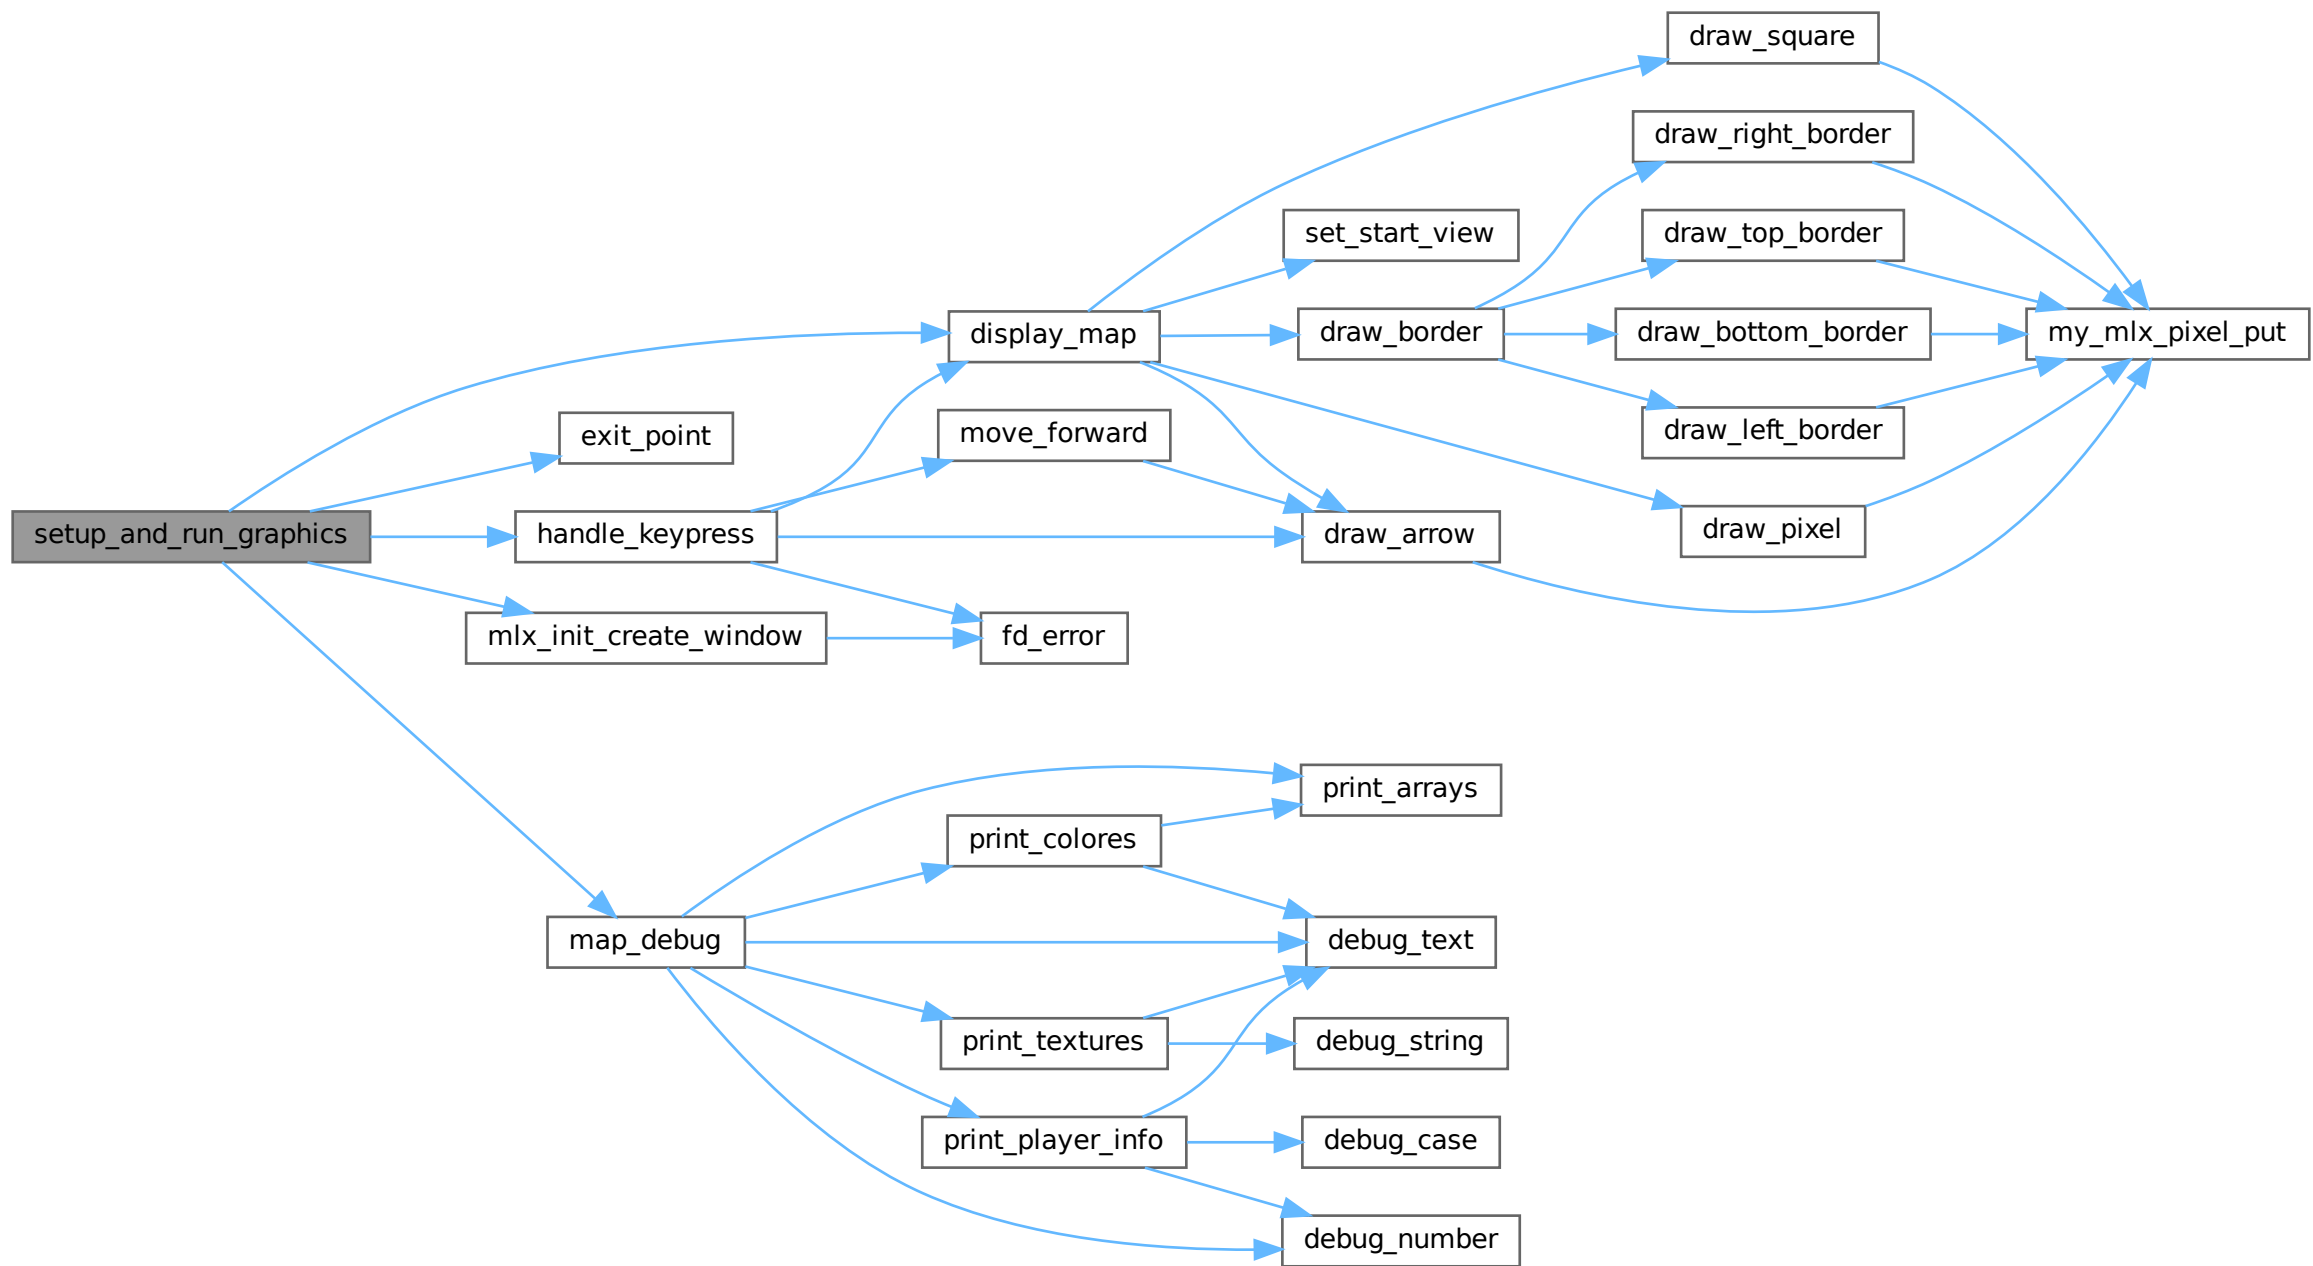 draw_square
draw_right_border
set_start_view
draw_top_border
display_map
draw_border
draw_bottom_border
my_mlx_pixel_put
exit_point
move_forward
draw_left_border
setup_and_run_graphics
handle_keypress
draw_arrow
draw_pixel
mlx_init_create_window
fd_error
print_arrays
print_colores
map_debug
debug_text
print_textures
debug_string
print_player_info
debug_case
debug_number